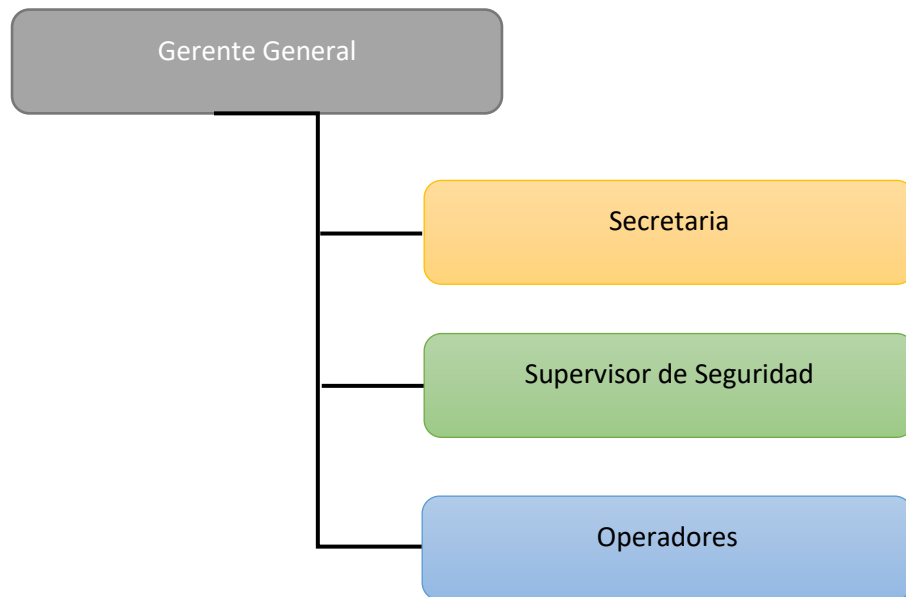 Gerente General
Secretaria
Supervisor de Seguridad
Operadores